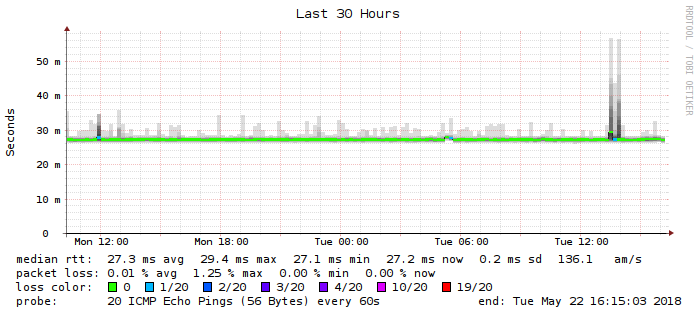 Last 30 Hours
RRDTOOL / TOBI OETIKER
Seconds
50 m
40 m
30 m
20 m
10 m
0
Mon 12:00 Mon 18:00 Tue 00:00 Tue 06:00 Tue 12:00
median rtt: 27.3 ms avg 29.4 ms max 27.1 ms min 27.2 ms now 0.2 ms sd 136.1 am/s
packet loss: 0.01 % avg 1.25 % max 0.00 % min 0.00 % now
loss color: 0 1/20 2/20 3/20 4/20 10/20 19/20
probe: 20 ICMP Echo Pings (56 Bytes) every 60s end: Tue May 22 16:15:03 2018